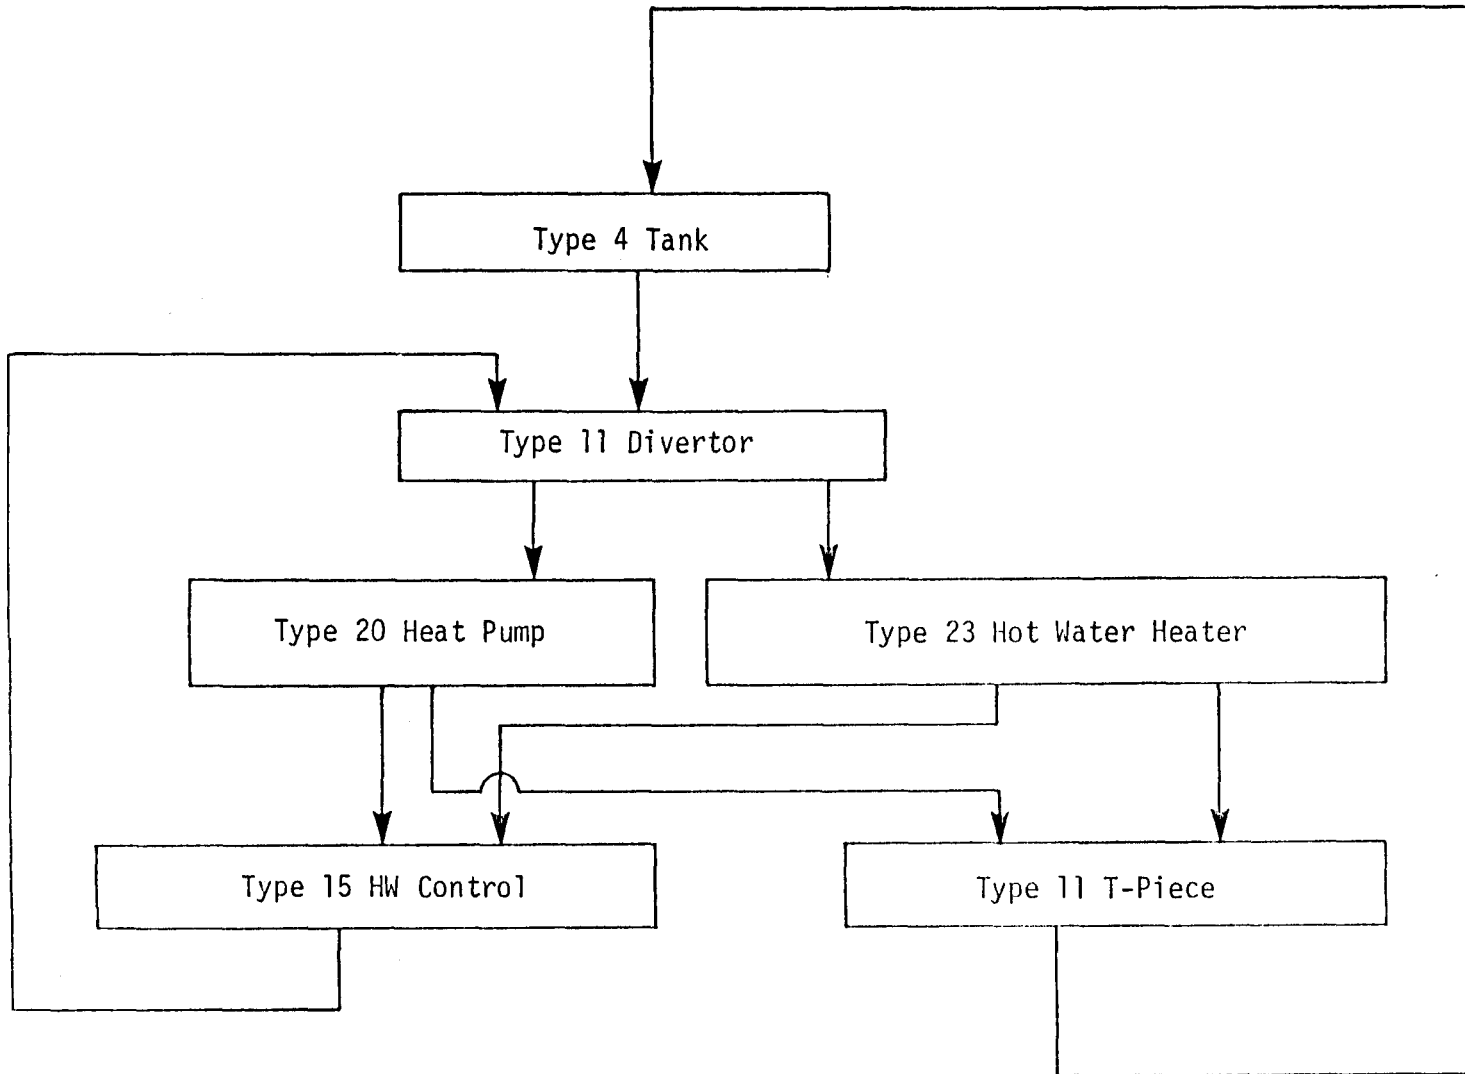 Type 4 Tank
Type 11 Divertor
Type 20 Heat Pump
Type 23 Hot Water Heater
Type 15 HW Control
Type 11 T-Piece